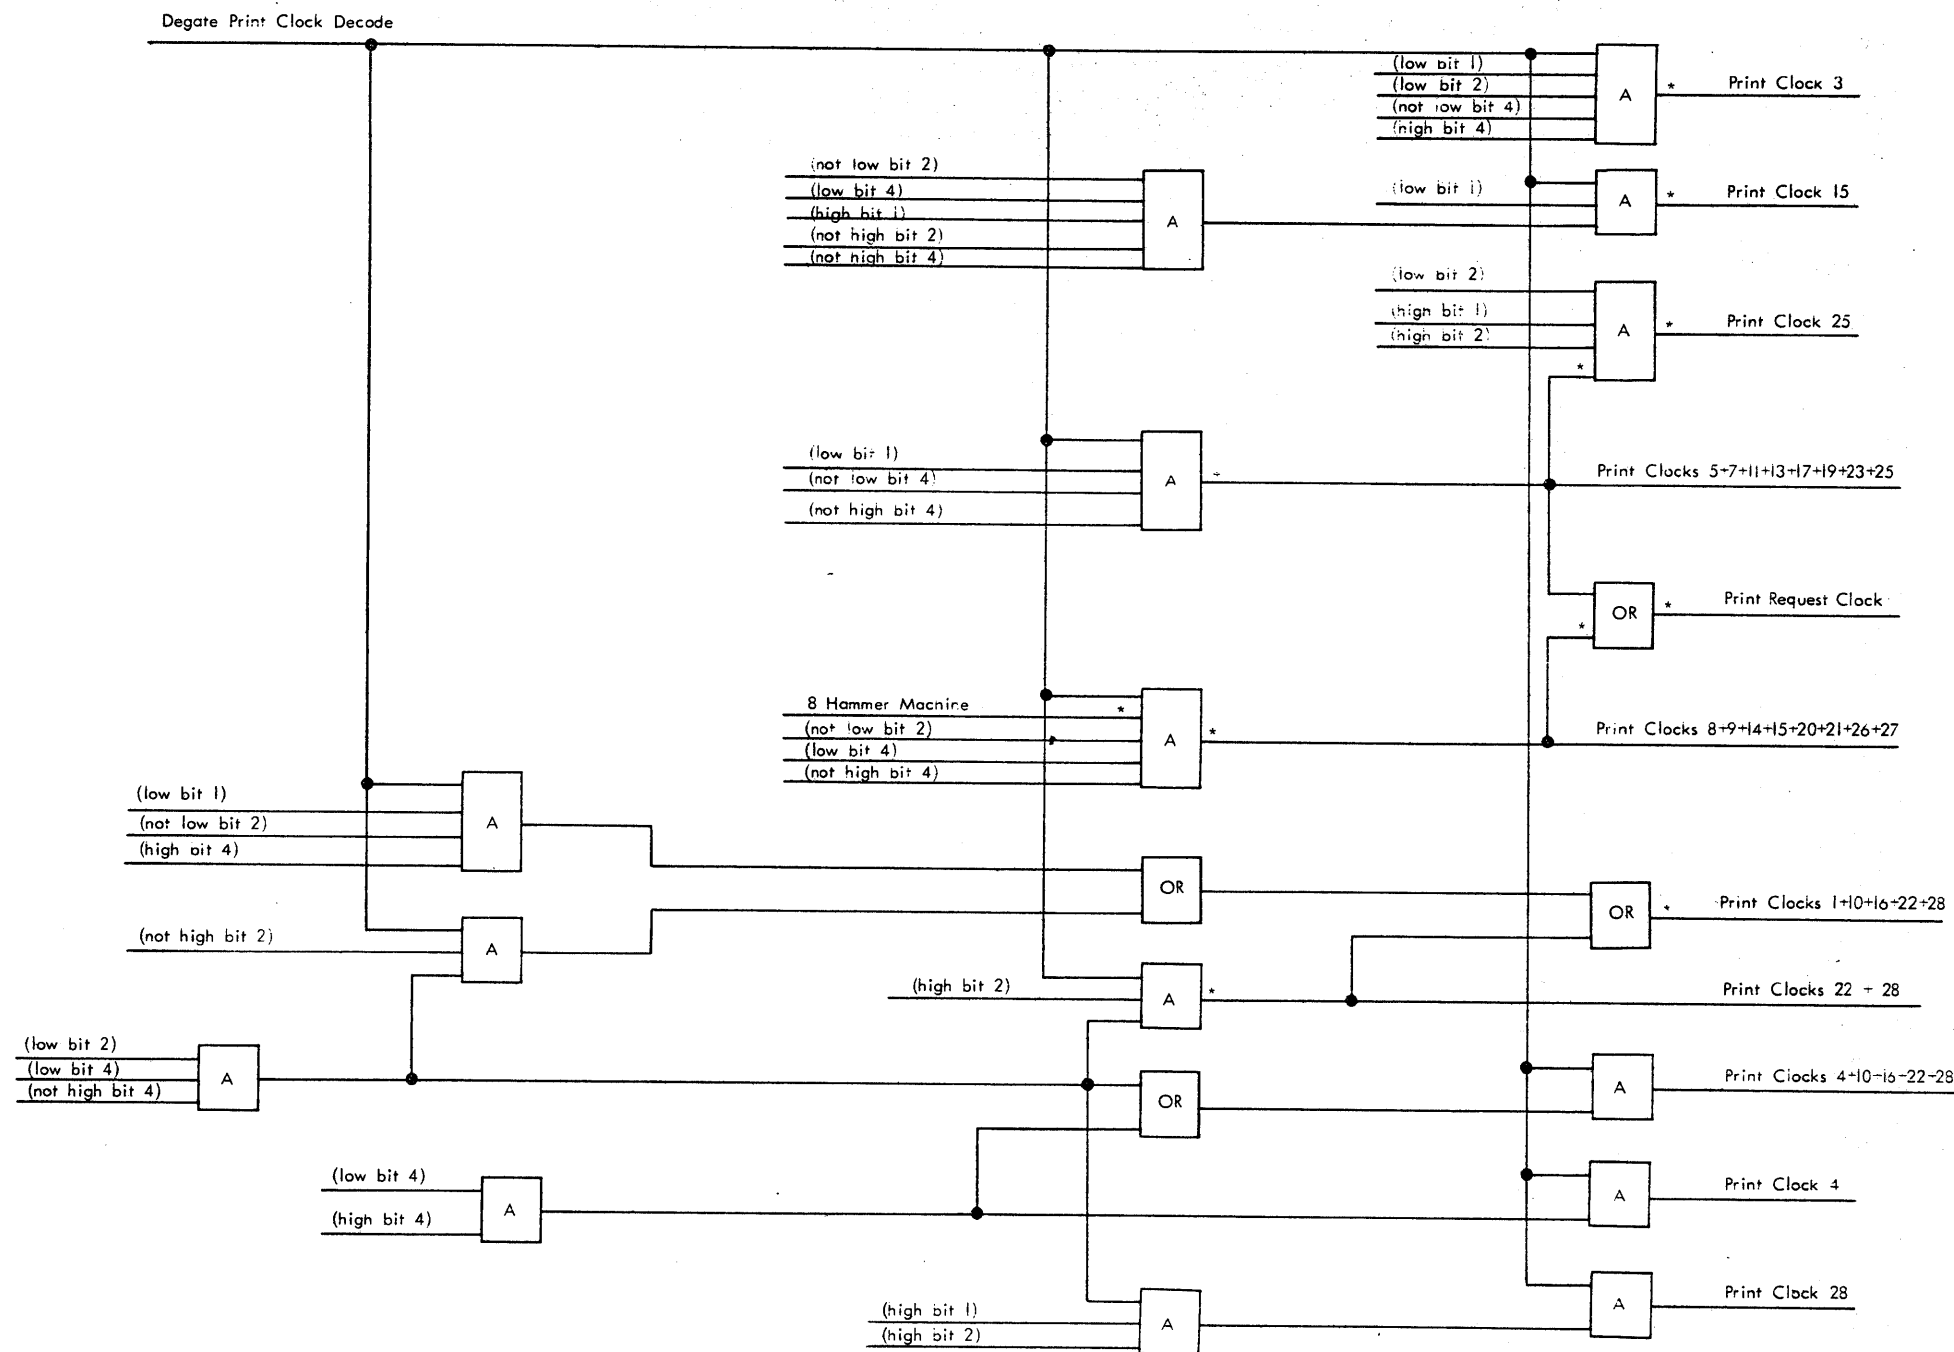 Degate Print Clock Decode
(low bit 1)
(low bit 2)
(not low bit 4)
(high bit 4)
A
*
Print Clock 3
(not low bit 2)
(low bit 4)
(high bit 1)
(not high bit 2)
(not high bit 4)
A
(low bit 1)
A
*
Print Clock 15
(low bit 2)
(high bit 1)
(high bit 2)
*
A
*
Print Clock 25
(low bit 1)
(not low bit 4)
(not high bit 4)
A
Print Clocks 5+7+11+13+17+19+23+25
*
OR
*
Print Request Clock
8 Hammer Machine
*
(not low bit 2)
(low bit 4)
(not high bit 4)
A
*
Print Clocks 8+9+14+15+20+21+26+27
(low bit 1)
(not low bit 2)
(high bit 4)
A
OR
OR
*
Print Clocks 1+10+16+22+28
(not high bit 2)
A
(high bit 2)
A
*
Print Clocks 22 + 28
(low bit 2)
(low bit 4)
(not high bit 4)
A
OR
A
Print Clocks 4+10+16+22+28
(low bit 4)
(high bit 4)
A
A
Print Clock 4
(high bit 1)
(high bit 2)
A
A
Print Clock 28